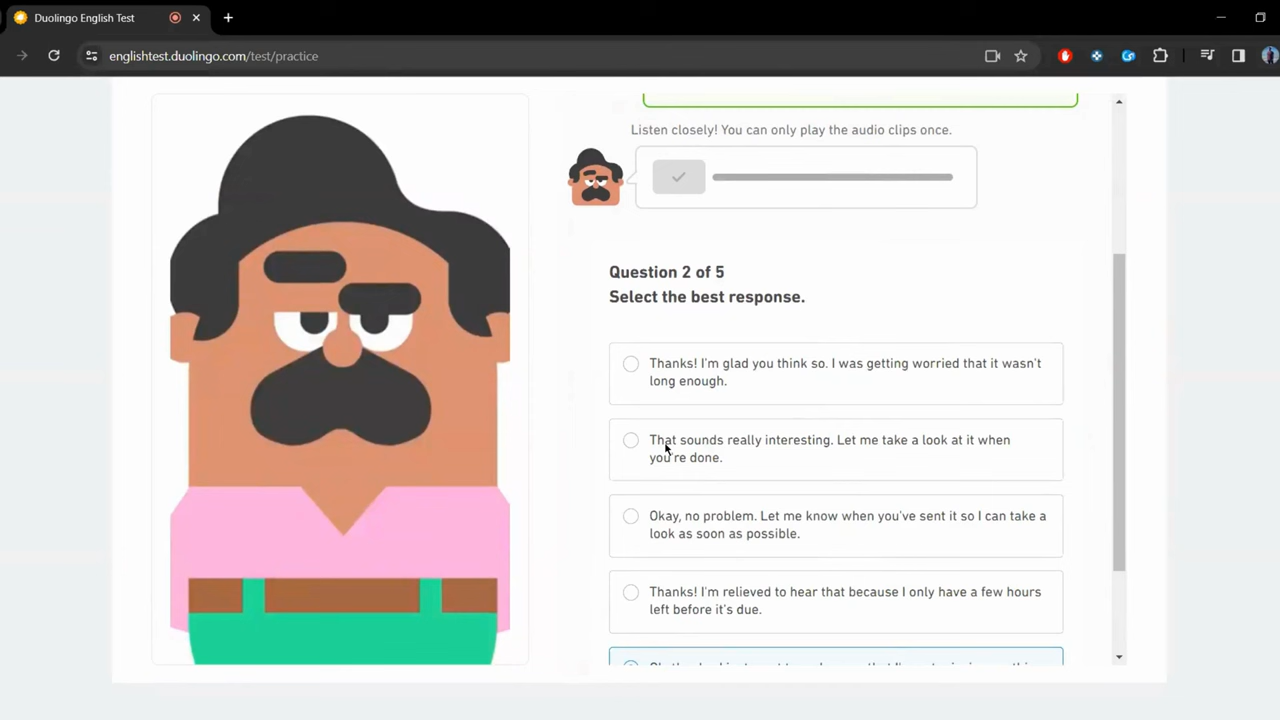 Duolingo English Test
englishtest.duolingo.com/test/practice
Listen closely! You can only play the audio clips once.
Question 2 of 5
Select the best response.
Thanks! I'm glad you think so. I was getting worried that it wasn't
long enough.
That sounds really interesting. Let me take a look at it when
you're done.
Okay, no problem. Let me know when you've sent it so I can take a
look as soon as possible.
Thanks! I'm relieved to hear that because I only have a few hours
left before it's due.